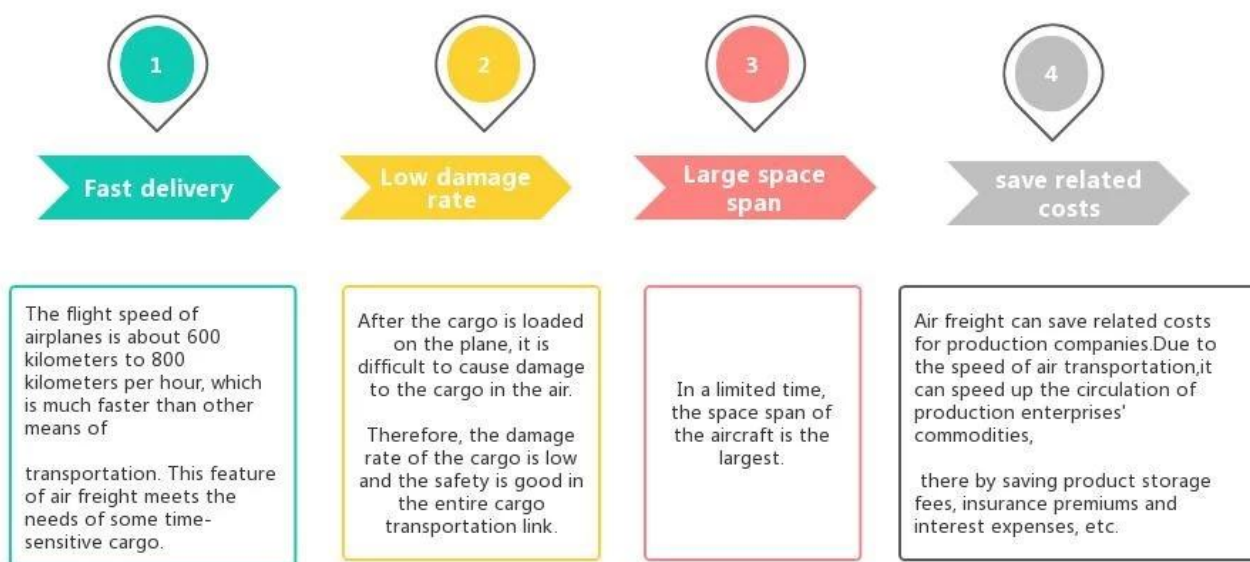 1
2
3
4
Fast delivery
Low damage
rate
Large space
span
save related
costs
The flight speed of
airplanes is about 600
kilometers to 800
kilometers per hour, which
is much faster than other
means of
transportation. This feature
of air freight meets the
needs of some time-
sensitive cargo.
After the cargo is loaded
on the plane, it is
difficult to cause damage
to the cargo in the air.
Therefore, the damage
rate of the cargo is low
and the safety is good in
the entire cargo
transportation link.
In a limited time,
the space span of
the aircraft is the
largest.
Air freight can save related costs
for production companies.Due to
the speed of air transportation,it
can speed up the circulation of
production enterprises'
commodities,
there by saving product storage
fees, insurance premiums and
interest expenses, etc.